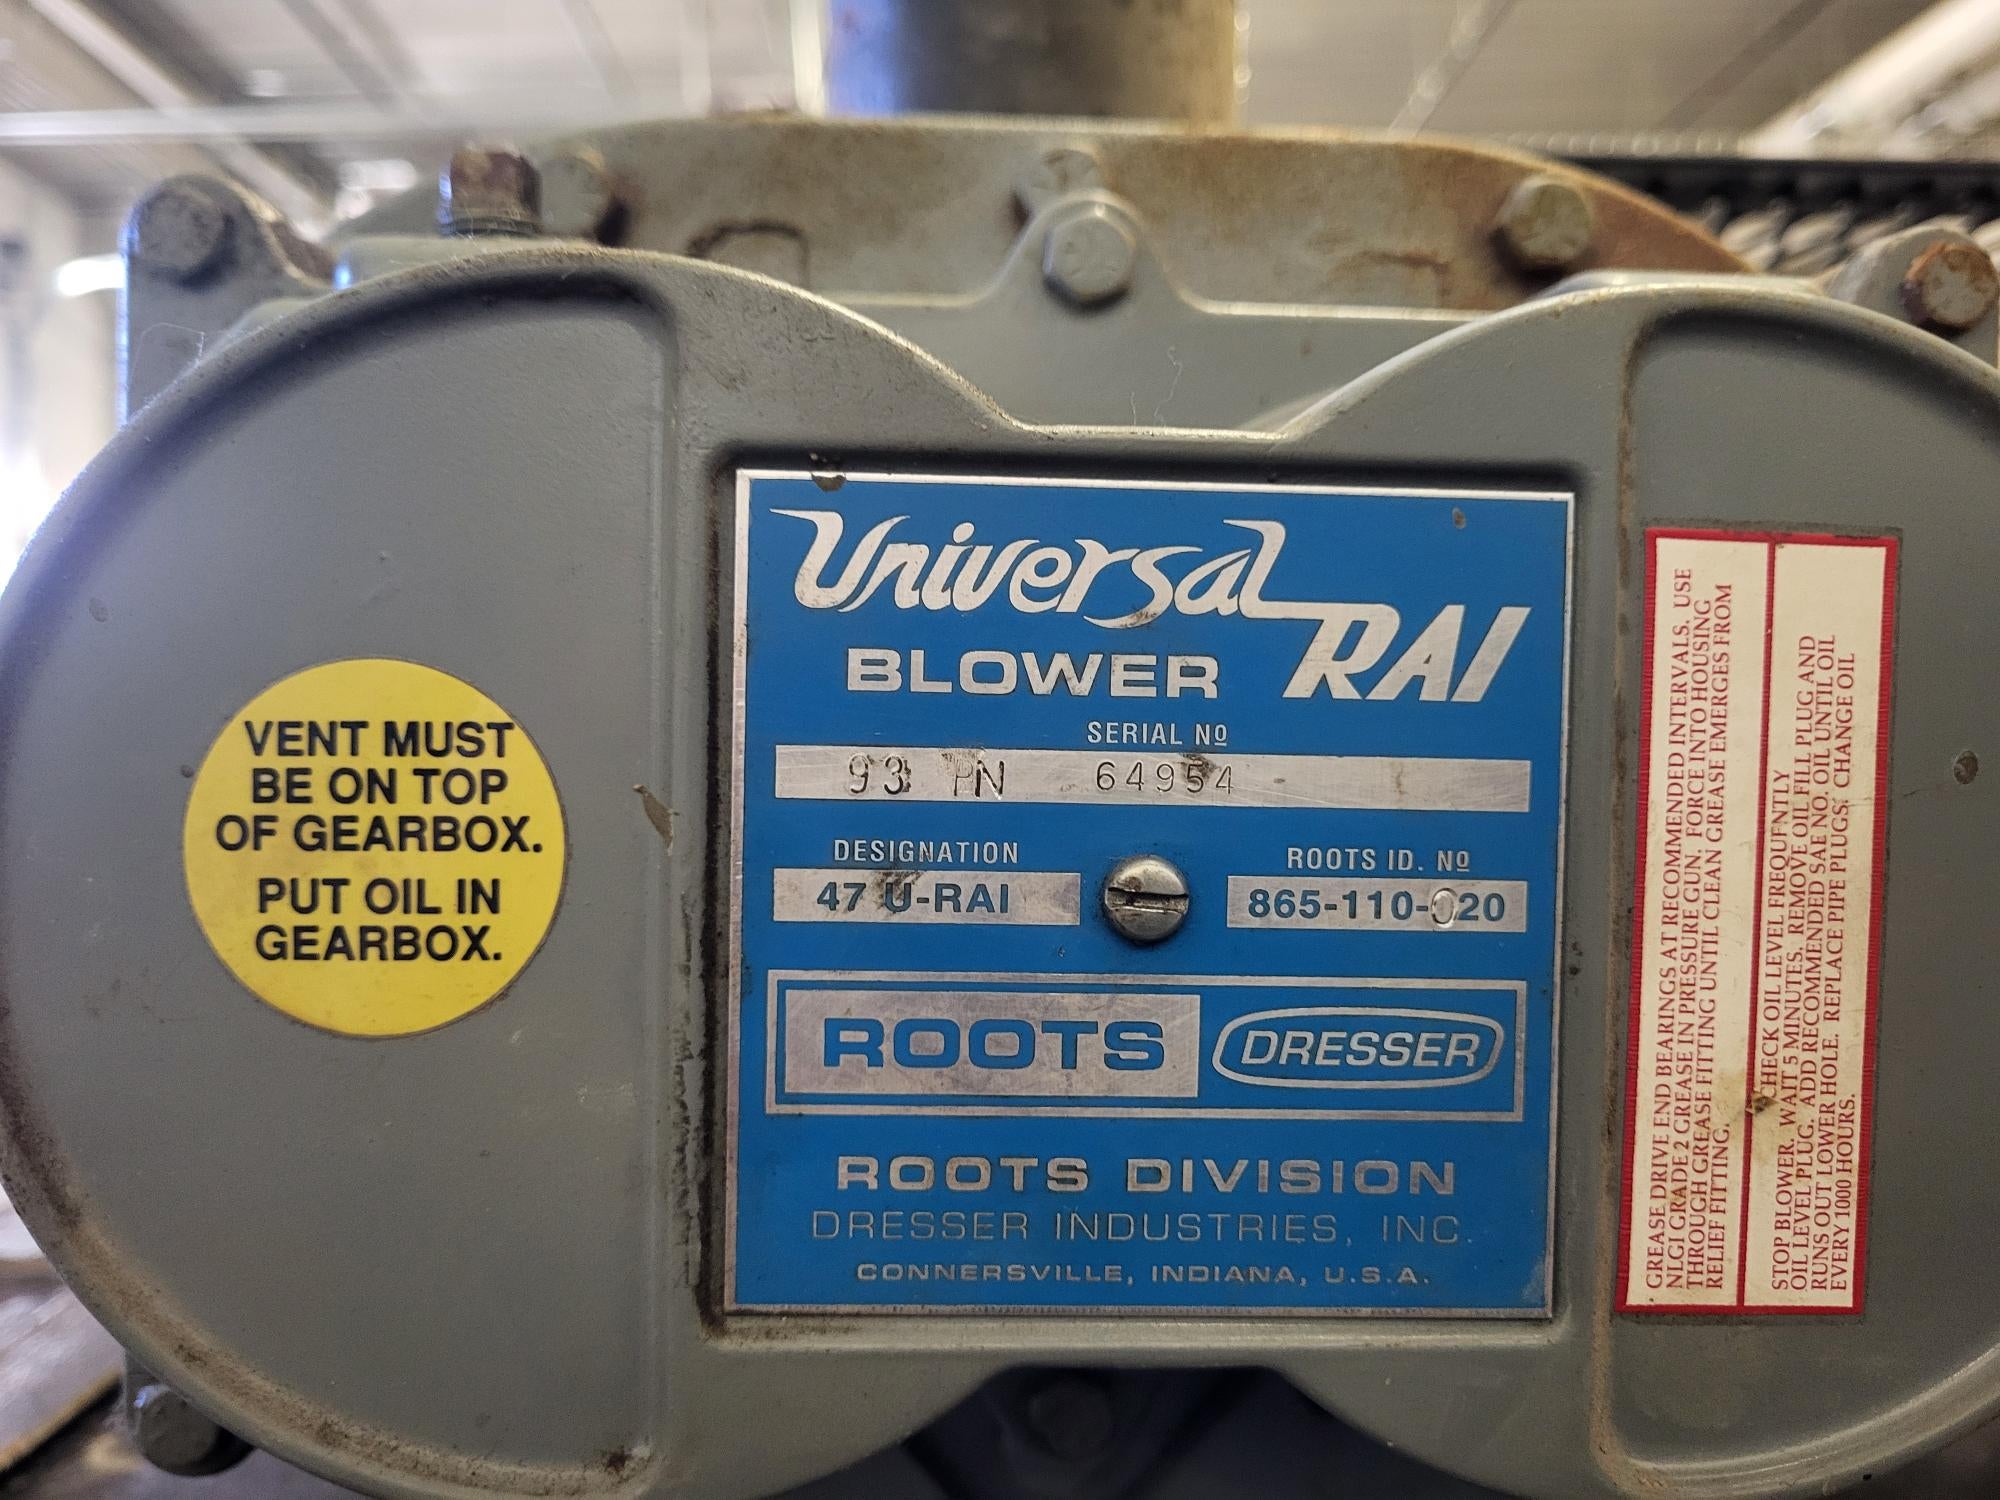 VENT MUST
BE ON TOP
OF GEARBOX.
PUT OIL IN
GEARBOX.
Universal
BLOWER RAI
SERIAL Nº
93 PN 64954
DESIGNATION
47 U-RAI
ROOTS ID. Nº
865-110-020
ROOTS
DRESSER
ROOTS DIVISION
DRESSER INDUSTRIES, INC.
CONNERSVILLE, INDIANA, U.S.A.
GREASE DRIVE END BEARINGS AT RECOMMENDED INTERVALS. USE
NLGI GRADE 2 GREASE IN PRESSURE GUN. FORCE INTO HOUSING
THROUGH GREASE FITTING UNTIL CLEAN GREASE EMERGES FROM
RELIEF FITTING.
CHECK OIL LEVEL FREQUENTLY
STOP BLOWER. WAIT 5 MINUTES. REMOVE OIL FILL PLUG AND
OIL LEVEL PLUG. ADD RECOMMENDED SAE NO. OIL UNTIL OIL
RUNS OUT LOWER HOLE. REPLACE PIPE PLUGS. CHANGE OIL
EVERY 1000 HOURS.